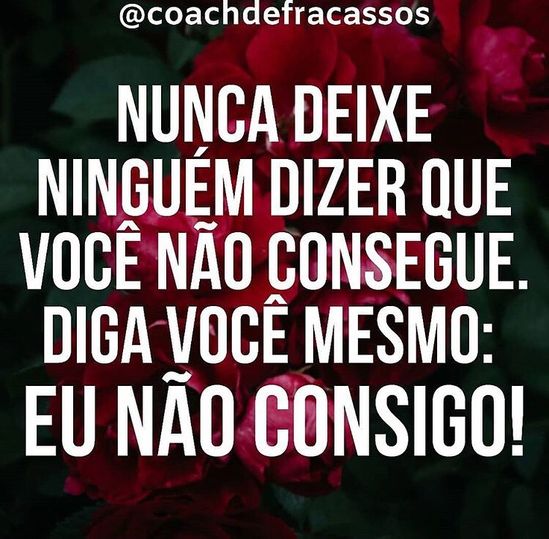 @coachdefracassos
NUNCA DEIXE
NINGUÉM DIZER QUE
VOCÊ NÃO CONSEGUE.
DIGA VOCÊ MESMO:
EU NÃO CONSIGO!